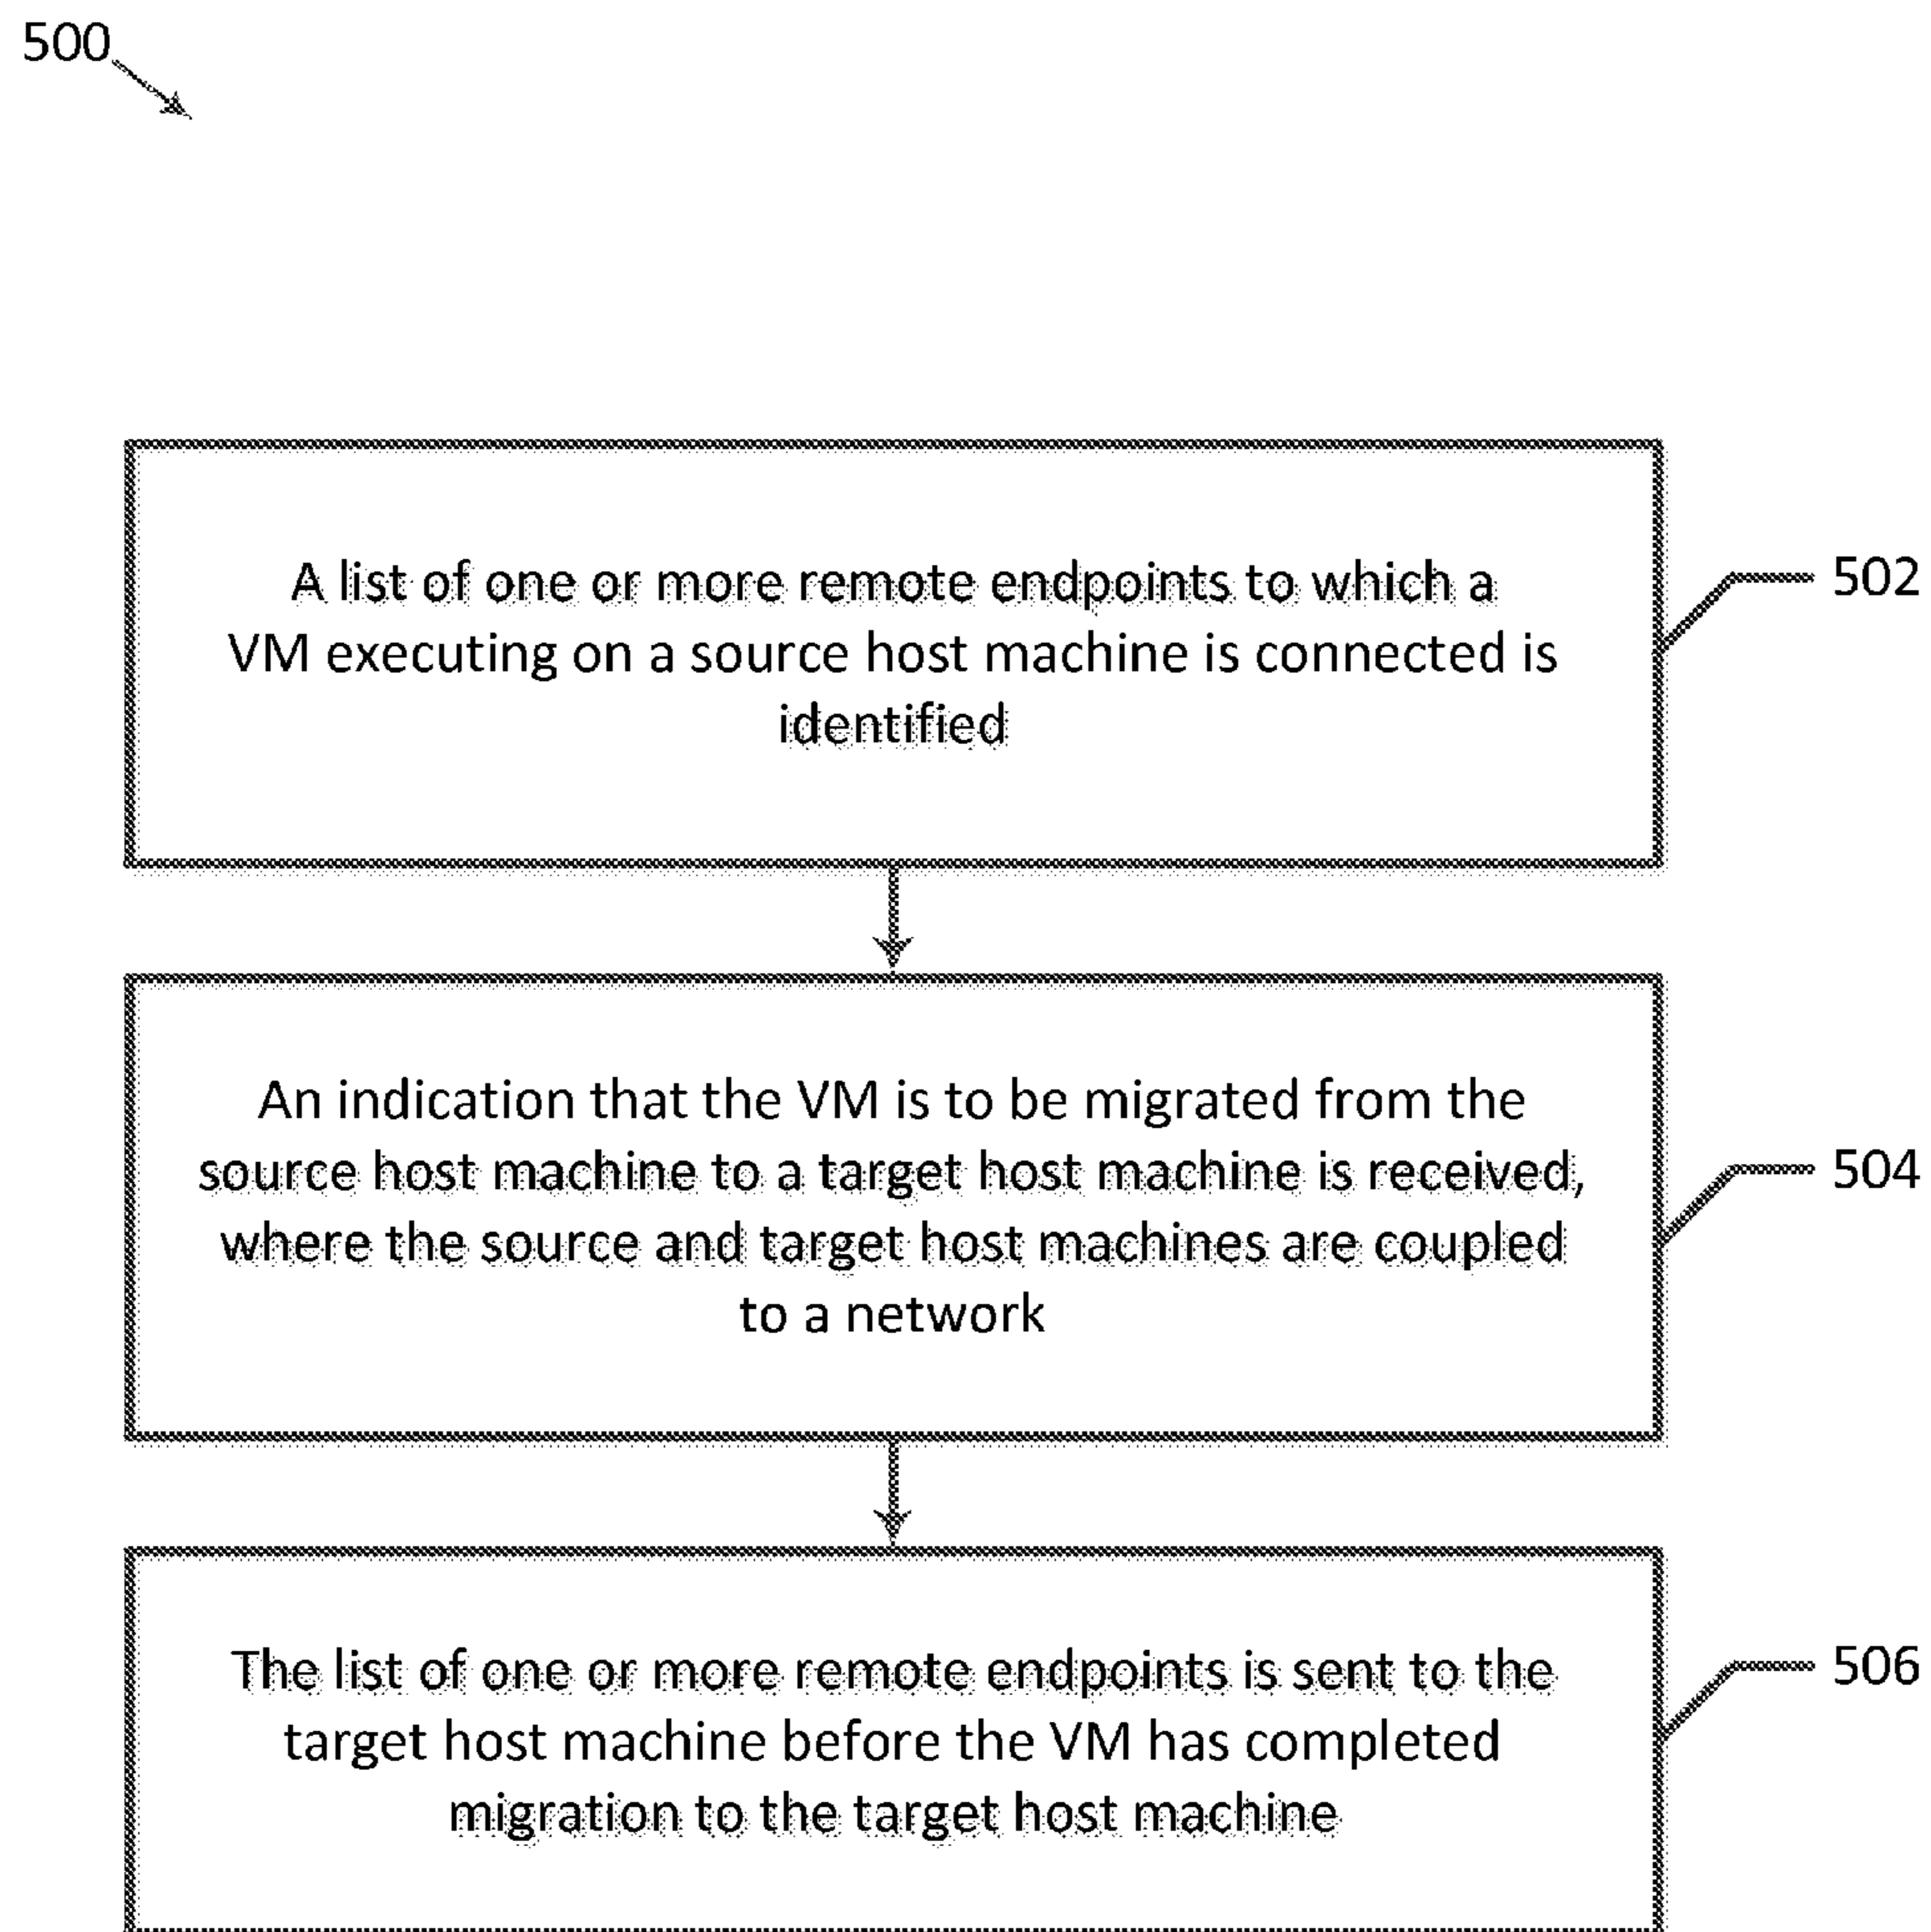 500
A list of one or more remote endpoints to which a
VM executing on a source host machine is connected is
identified
502
An indication that the VM is to be migrated from the
source host machine to a target host machine is received,
where the source and target host machines are coupled
to a network
504
The list of one or more remote endpoints is sent to the
target host machine before the VM has completed
migration to the target host machine
506